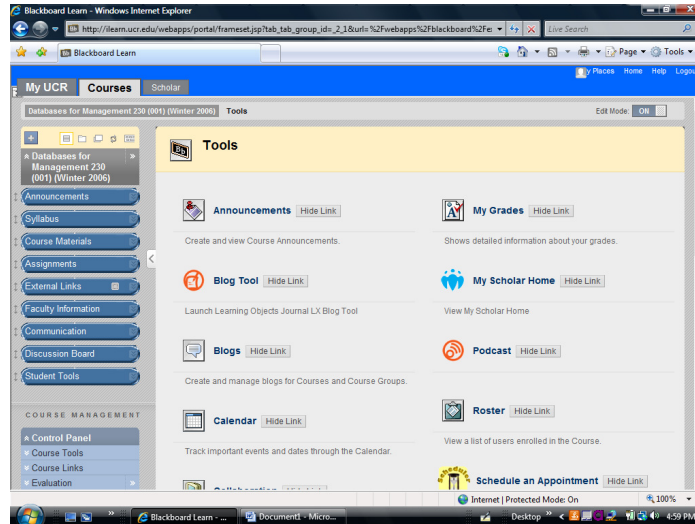 Blackboard Learn - Windows Internet Explorer
http://ilearn.ucr.edu/webapps/portal/frameset.jsp?tab_tab_group_id=_2_1&url=%2Fwebapps%2Fblackboard%2Fe
Live Search
Blackboard Learn
Page
Tools
My Places Home Help Logou
My UCR Courses Scholar
Databases for Management 230 (001) (Winter 2006) Tools
Edit Mode: ON
Databases for Management 230 (001) (Winter 2006)
Announcements
Syllabus
Course Materials
Assignments
External Links
Faculty Information
Communication
Discussion Board
Student Tools
COURSE MANAGEMENT
Control Panel
Course Tools
Course Links
Evaluation
Tools
Announcements Hide Link
Create and view Course Announcements.
My Grades Hide Link
Shows detailed information about your grades.
Blog Tool Hide Link
Launch Learning Objects Journal LX Blog Tool
My Scholar Home Hide Link
View My Scholar Home
Blogs Hide Link
Create and manage blogs for Courses and Course Groups.
Podcast Hide Link
Calendar Hide Link
Track important events and dates through the Calendar.
Roster Hide Link
View a list of users enrolled in the Course.
Scheduler
Schedule an Appointment Hide Link
Internet | Protected Mode: On
100%
Blackboard Learn - ...
Document1 - Micro...
Desktop
4:59 PM